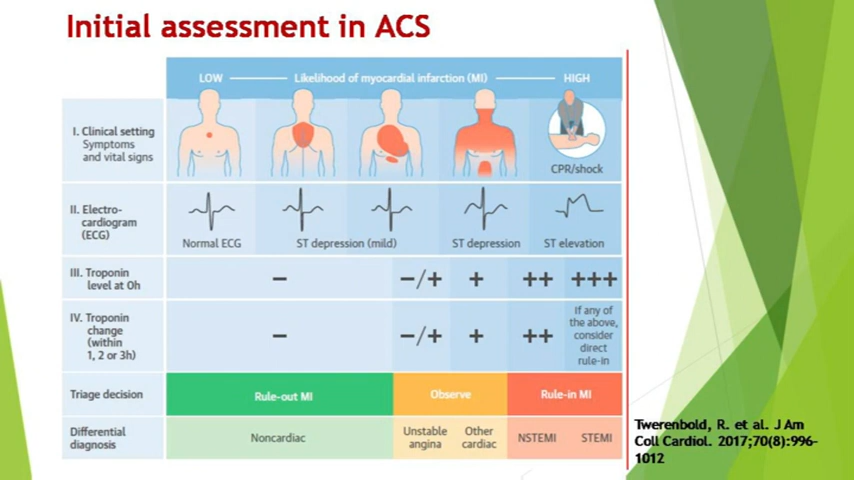 Initial assessment in ACS
LOW Likelihood of myocardial infarction (MI) HIGH
I. Clinical setting
Symptoms
and vital signs
CPR/shock
II. Electro-
cardiogram
(ECG)
Normal ECG ST depression (mild) ST depression ST elevation
III. Troponin
level at 0h
− −/+ + ++ +++
IV. Troponin
change
(within
1, 2 or 3h)
− −/+ + ++
If any of
the above,
consider
direct
rule-in
Triage decision Rule-out MI Observe Rule-in MI
Differential
diagnosis
Noncardiac
Unstable
angina
Other
cardiac
NSTEMI STEMI
Twerenbold, R. et al. J Am
Coll Cardiol. 2017;70(8):996-
1012